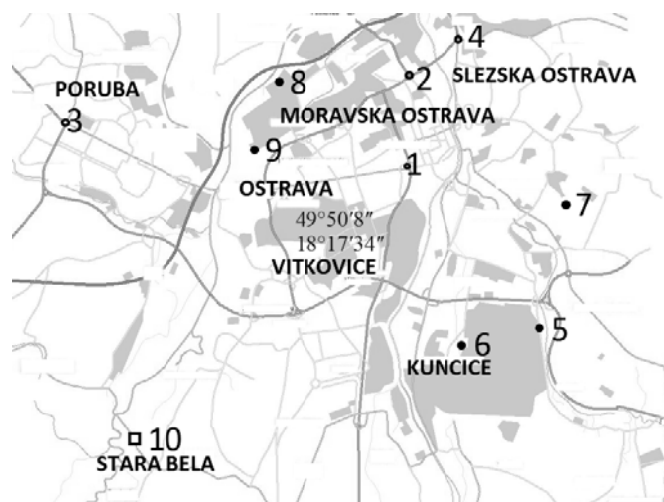 4
2
SLEZSKA OSTRAVA
8
PORUBA
MORAVSKA OSTRAVA
3
9
1
OSTRAVA
7
49°50′8″
18°17′34″
VITKOVICE
5
6
KUNCICE
10
STARA BELA